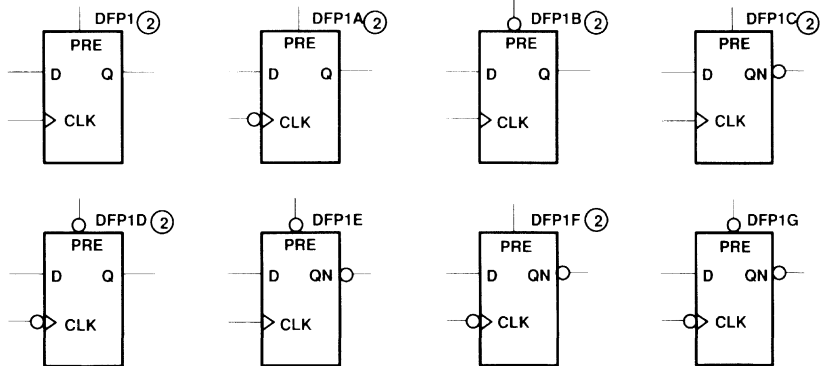 DFP1 2 DFP1A 2 DFP1B 2 DFP1C 2
PRE PRE PRE PRE
D Q D Q D Q D QN
CLK CLK CLK CLK
DFP1D 2 DFP1E DFP1F 2 DFP1G
PRE PRE PRE PRE
D Q D QN D QN D QN
CLK CLK CLK CLK